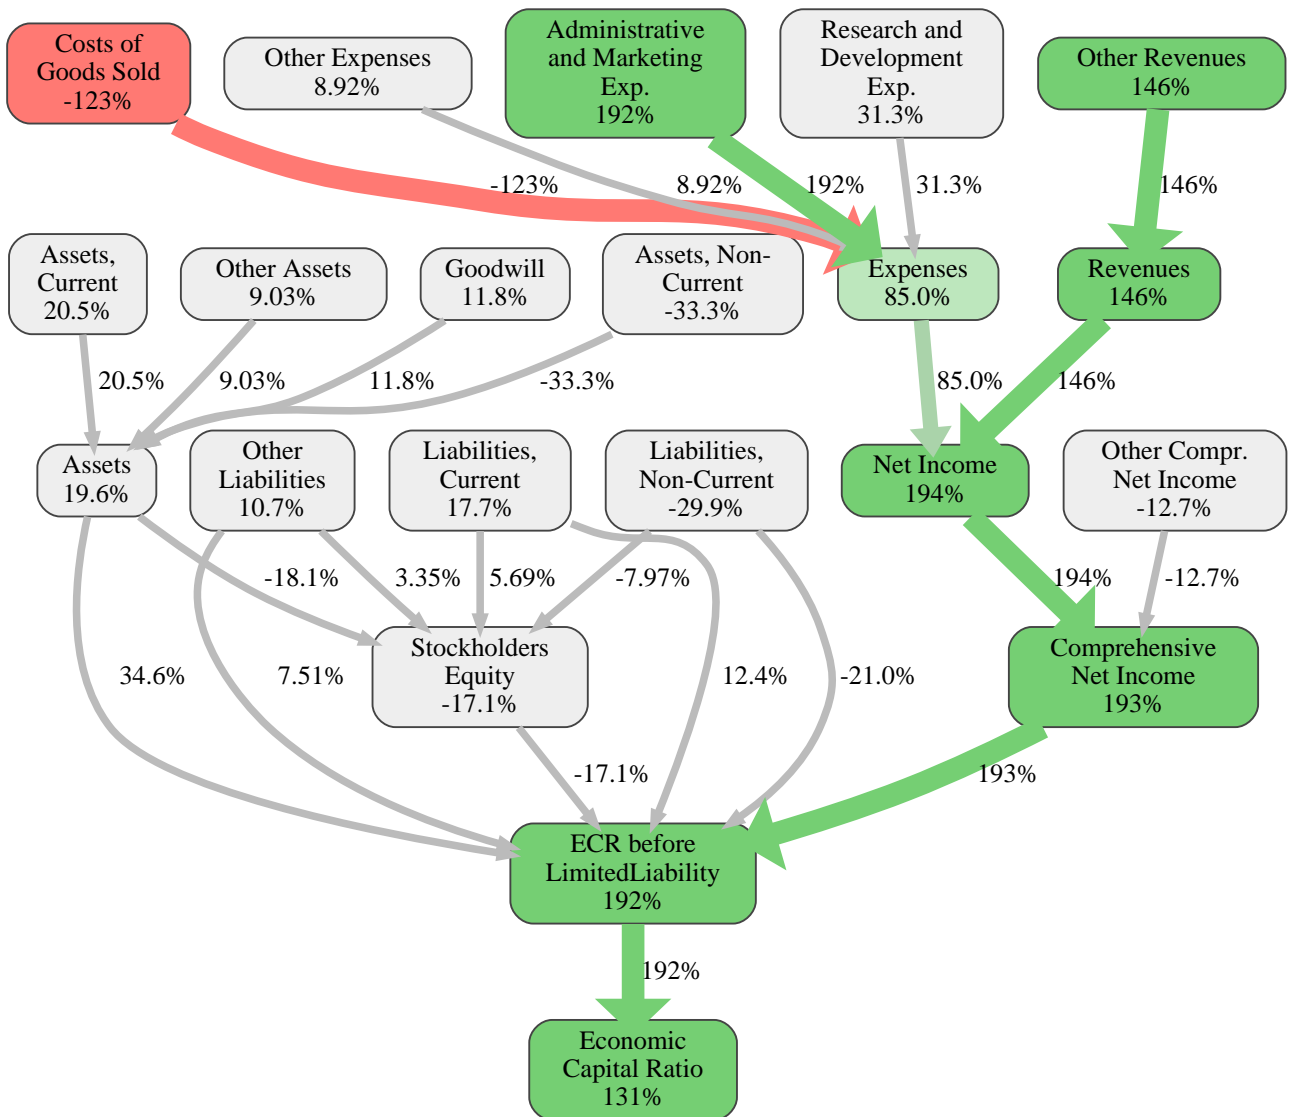 Costs of
Goods Sold
-123%
Other Expenses
8.92%
Administrative
and Marketing
Exp.
192%
Research and
Development
Exp.
31.3%
Other Revenues
146%
-123%
8.92%
192%
31.3%
146%
Assets,
Current
20.5%
Other Assets
9.03%
Goodwill
11.8%
Assets, Non-
Current
-33.3%
Expenses
85.0%
Revenues
146%
20.5%
9.03%
11.8%
-33.3%
85.0%
146%
Assets
19.6%
Other
Liabilities
10.7%
Liabilities,
Current
17.7%
Liabilities,
Non-Current
-29.9%
Net Income
194%
Other Compr.
Net Income
-12.7%
-18.1%
3.35%
5.69%
-7.97%
194%
-12.7%
34.6%
7.51%
Stockholders
Equity
-17.1%
12.4%
-21.0%
Comprehensive
Net Income
193%
-17.1%
193%
ECR before
LimitedLiability
192%
192%
Economic
Capital Ratio
131%